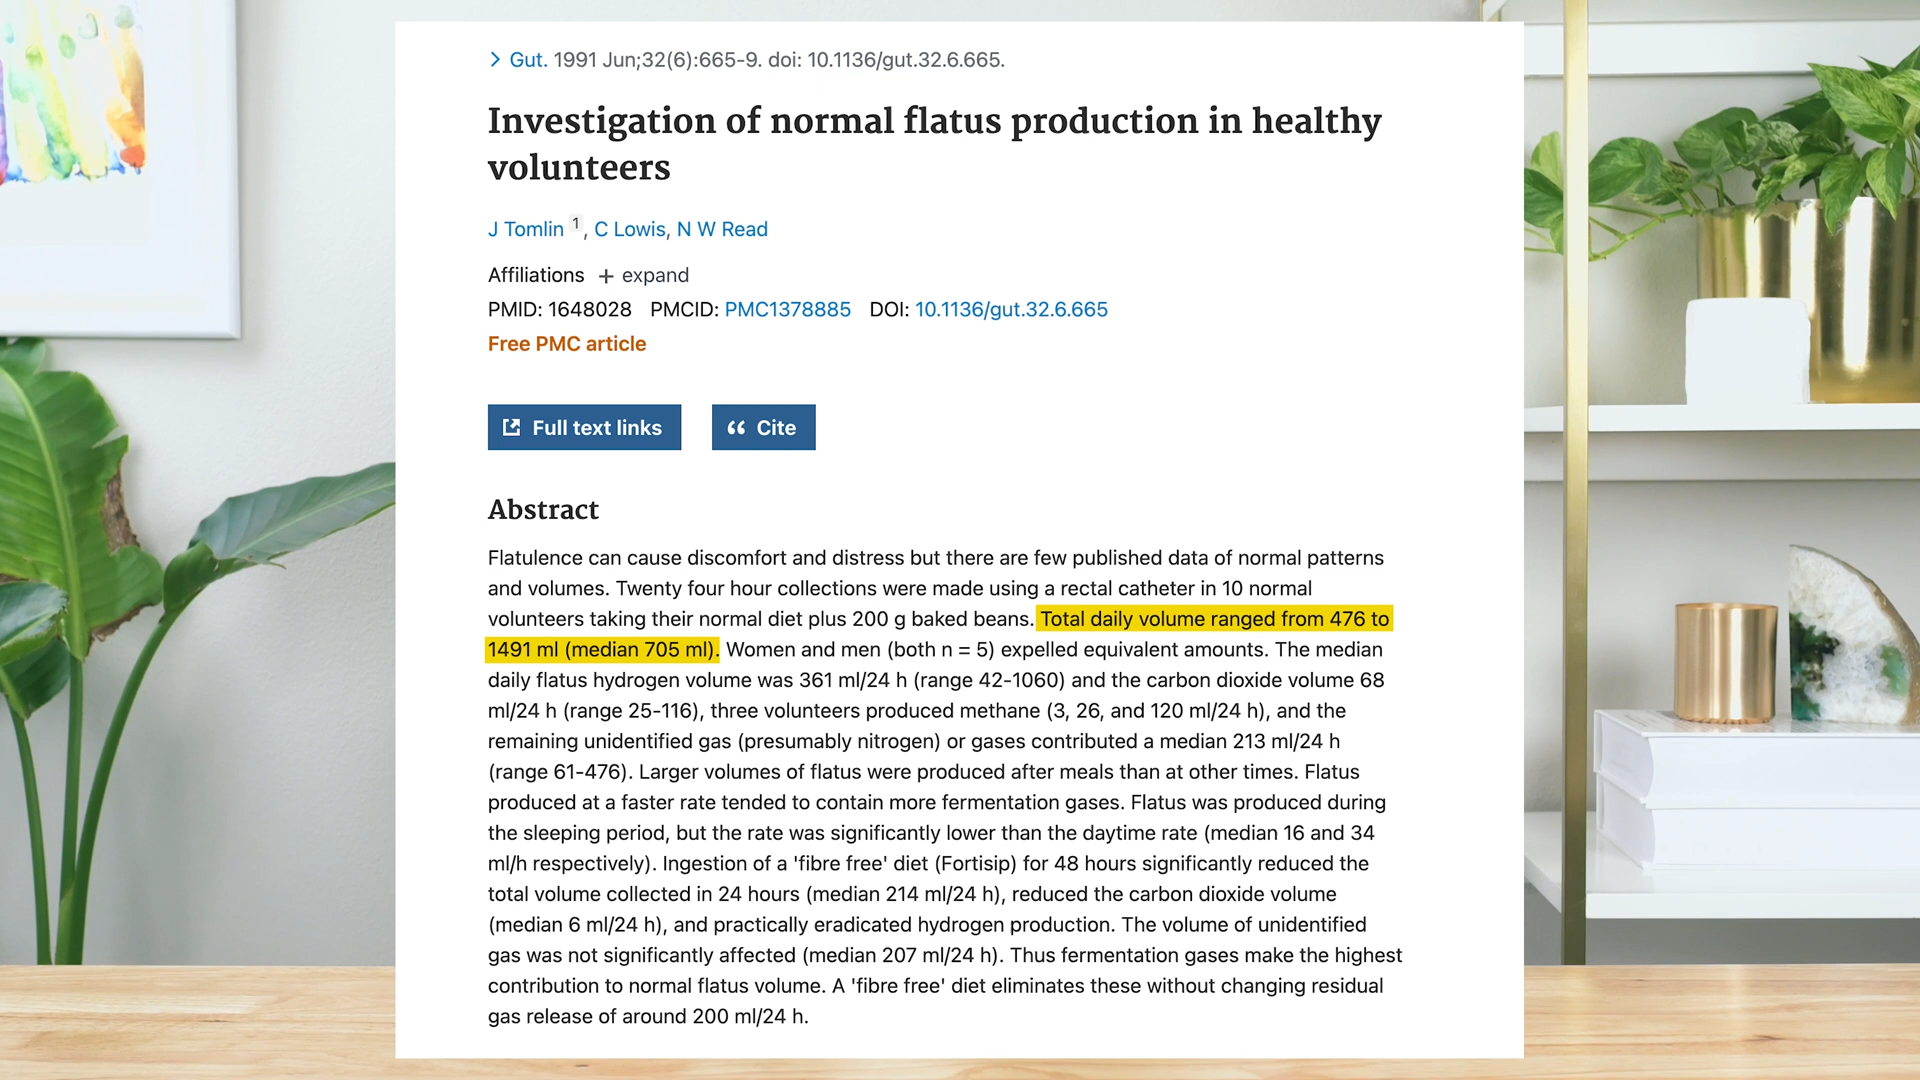 Gut. 1991 Jun;32(6):665-9. doi: 10.1136/gut.32.6.665.
Investigation of normal flatus production in healthy
volunteers
J Tomlin 1, C Lowis, N W Read
Affiliations + expand
PMID: 1648028 PMCID: PMC1378885 DOI: 10.1136/gut.32.6.665
Free PMC article
Full text links
Cite
Abstract
Flatulence can cause discomfort and distress but there are few published data of normal patterns
and volumes. Twenty four hour collections were made using a rectal catheter in 10 normal
volunteers taking their normal diet plus 200 g baked beans. Total daily volume ranged from 476 to
1491 ml (median 705 ml). Women and men (both n = 5) expelled equivalent amounts. The median
daily flatus hydrogen volume was 361 ml/24 h (range 42-1060) and the carbon dioxide volume 68
ml/24 h (range 25-116), three volunteers produced methane (3, 26, and 120 ml/24 h), and the
remaining unidentified gas (presumably nitrogen) or gases contributed a median 213 ml/24 h
(range 61-476). Larger volumes of flatus were produced after meals than at other times. Flatus
produced at a faster rate tended to contain more fermentation gases. Flatus was produced during
the sleeping period, but the rate was significantly lower than the daytime rate (median 16 and 34
ml/h respectively). Ingestion of a 'fibre free' diet (Fortisip) for 48 hours significantly reduced the
total volume collected in 24 hours (median 214 ml/24 h), reduced the carbon dioxide volume
(median 6 ml/24 h), and practically eradicated hydrogen production. The volume of unidentified
gas was not significantly affected (median 207 ml/24 h). Thus fermentation gases make the highest
contribution to normal flatus volume. A 'fibre free' diet eliminates these without changing residual
gas release of around 200 ml/24 h.